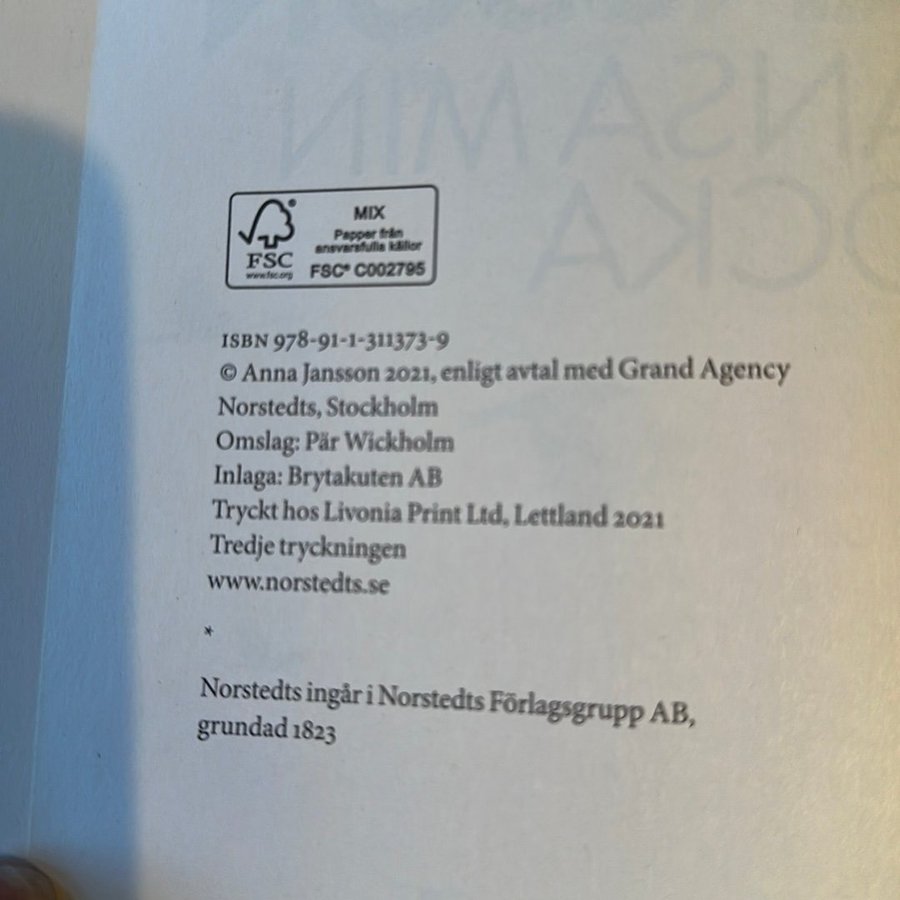 MIX
Papper från
ansvarsfulla källor
FSC® C002795
FSC
www.fsc.org
ISBN 978-91-1-311373-9
© Anna Jansson 2021, enligt avtal med Grand Agency
Norstedts, Stockholm
Omslag: Pär Wickholm
Inlaga: Brytakuten AB
Tryckt hos Livonia Print Ltd, Lettland 2021
Tredje tryckningen
www.norstedts.se
*
Norstedts ingår i Norstedts Förlagsgrupp AB,
grundad 1823